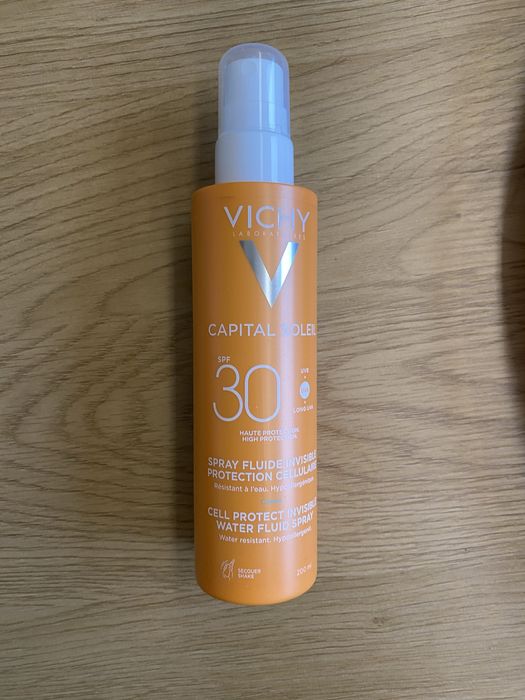 VICHY
LABORATOIRES
CAPITAL SOLEIL
SPF
30
UVB
+
UVA
+
LONG UVA
HAUTE PROTECTION.
HIGH PROTECTION.
SPRAY FLUIDE INVISIBLE
PROTECTION CELLULAIRE
Résistant à l'eau. Hypoallergénique.
CELL PROTECT INVISIBLE
WATER FLUID SPRAY
Water resistant. Hypoallergenic.
SECOUER
SHAKE
200 ml